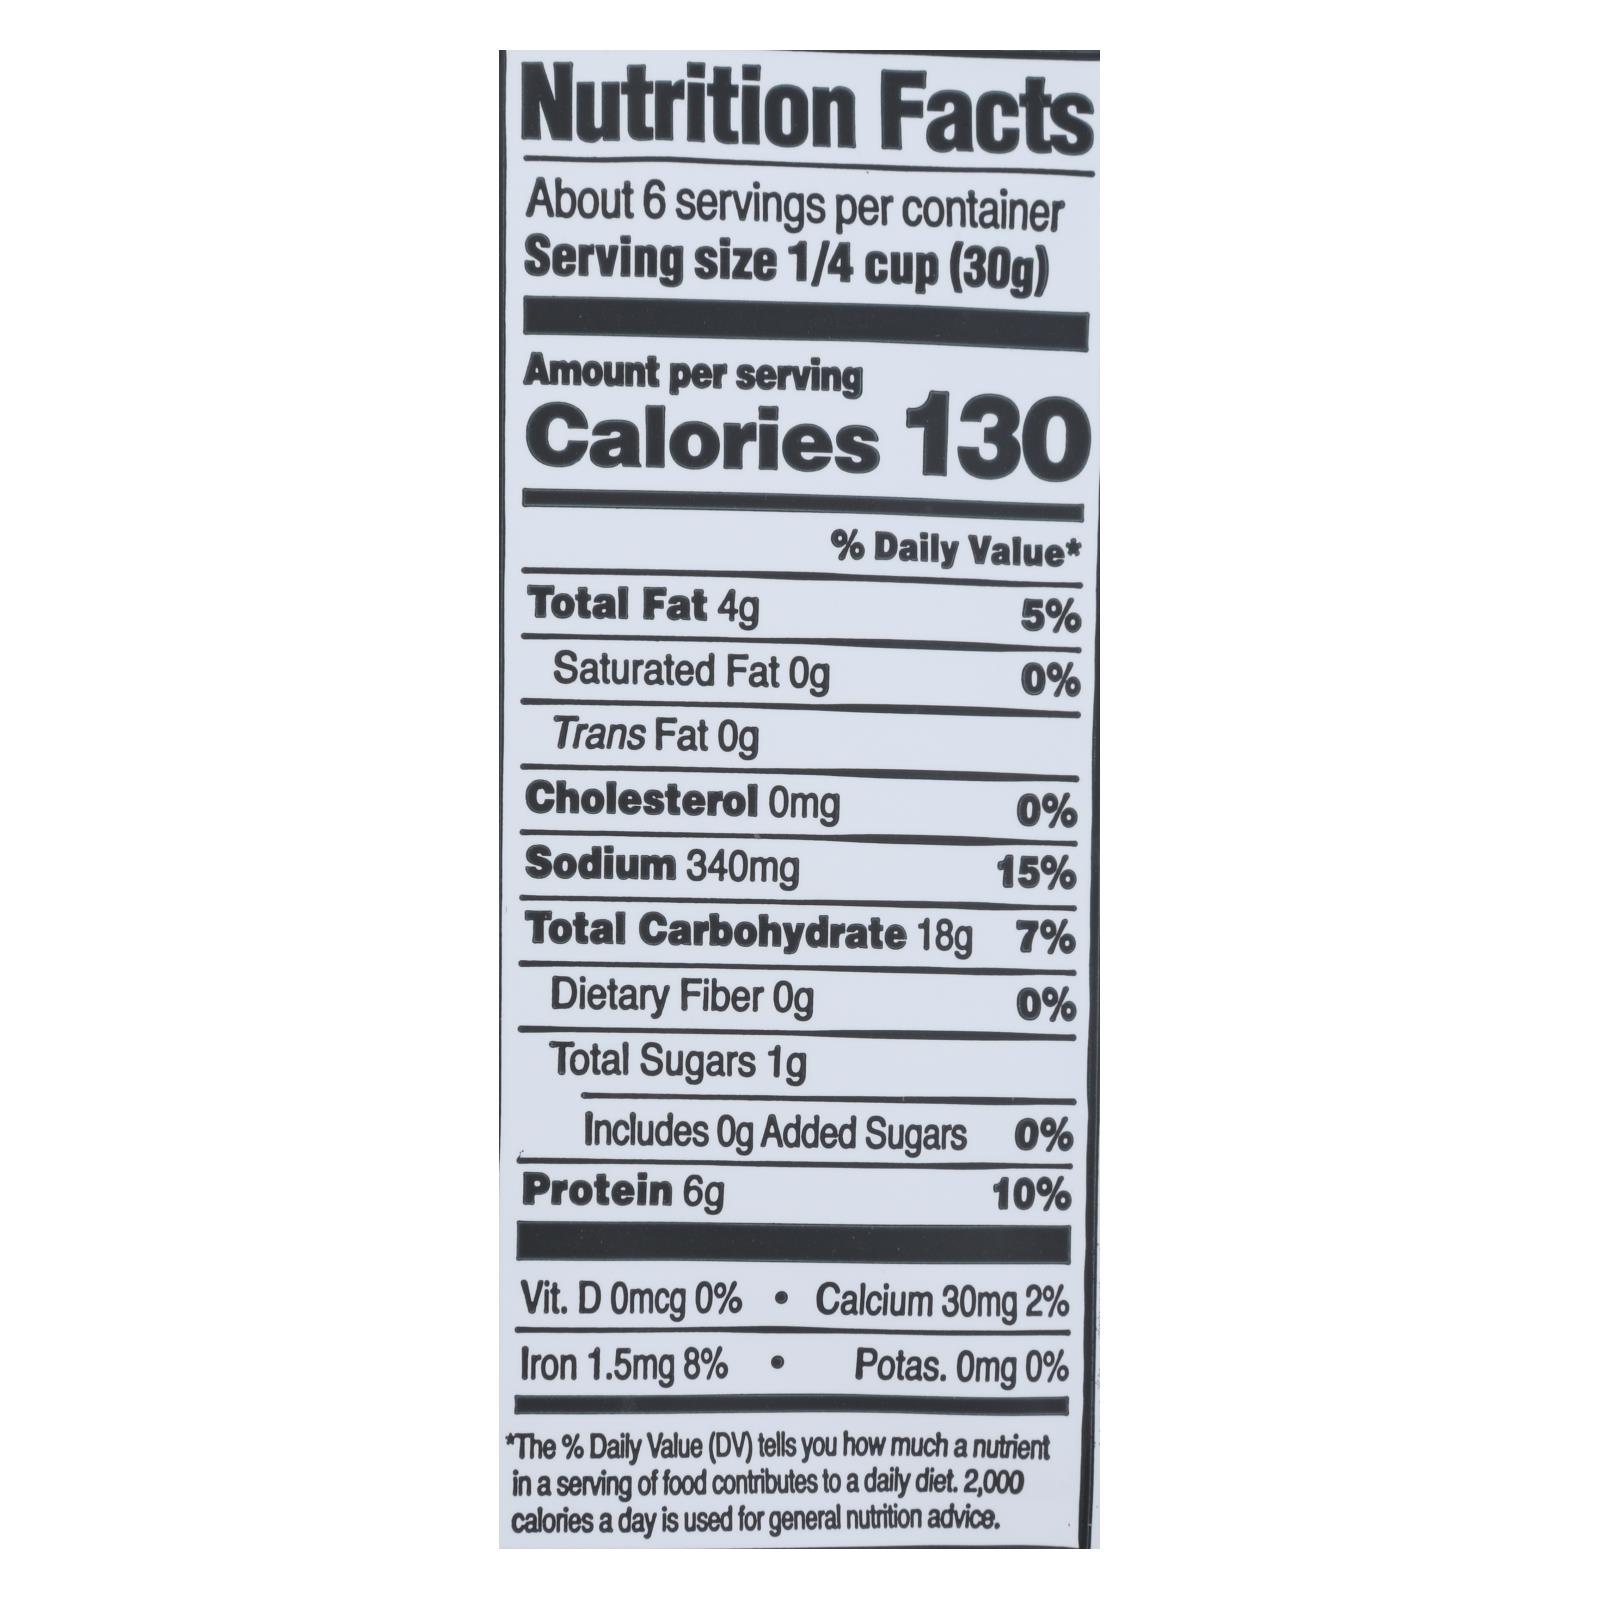 Nutrition Facts
About 6 servings per container
Serving size 1/4 cup (30g)
Amount per serving
Calories 130
% Daily Value*
Total Fat 4g 5%
Saturated Fat 0g 0%
Trans Fat 0g
Cholesterol 0mg 0%
Sodium 340mg 15%
Total Carbohydrate 18g 7%
Dietary Fiber 0g 0%
Total Sugars 1g
Includes 0g Added Sugars 0%
Protein 6g 10%
Vit. D 0mcg 0% • Calcium 30mg 2%
Iron 1.5mg 8% • Potas. 0mg 0%
*The % Daily Value (DV) tells you how much a nutrient
in a serving of food contributes to a daily diet. 2,000
calories a day is used for general nutrition advice.